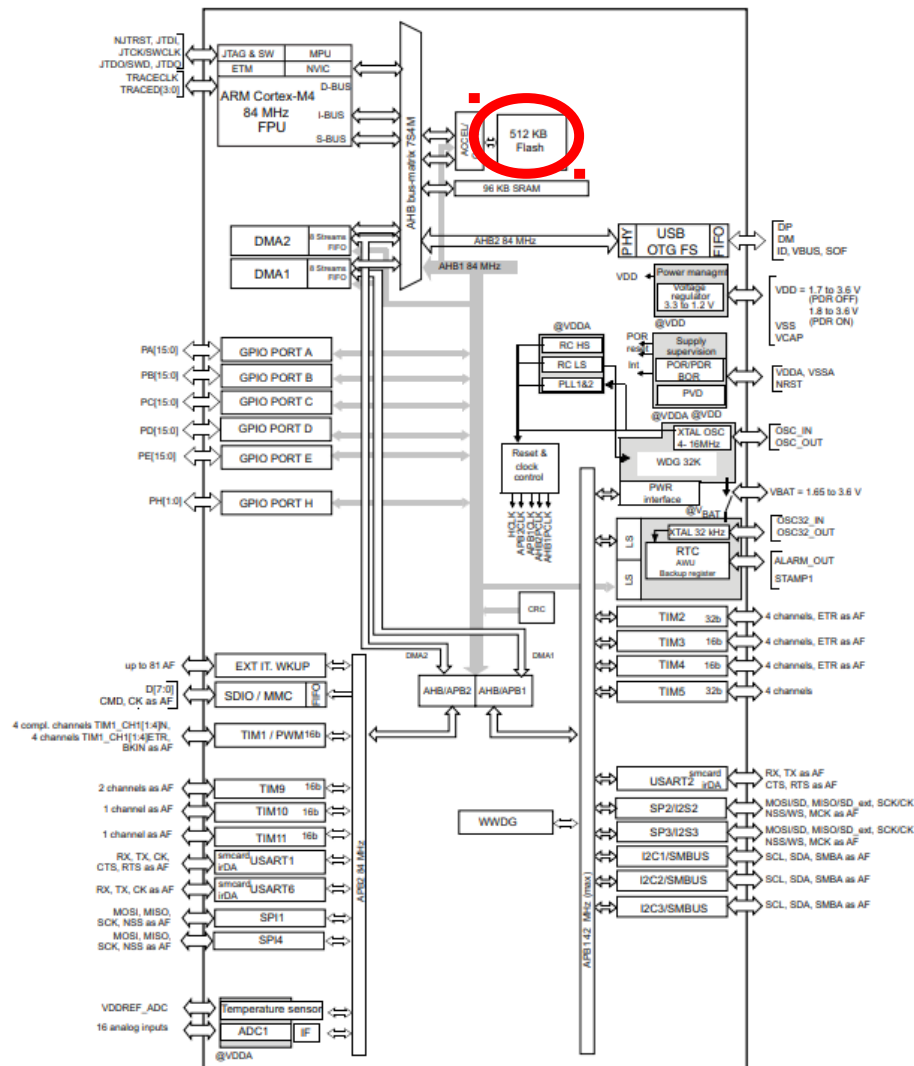 NJTRST, JTDI,
JTCK/SWCLK
JTDO/SWD, JTDO
TRACECLK
TRACED[3:0]
JTAG & SW
MPU
ETM
NVIC
D-BUS
ARM Cortex-M4
84 MHz
FPU
I-BUS
S-BUS
AHB bus-matrix 7S4M
ACCEL/
512 KB
Flash
96 KB SRAM
DMA2
8 Streams
FIFO
DMA1
8 Streams
FIFO
AHB2 84 MHz
AHB1 84 MHz
PHY
USB
OTG FS
FIFO
DP
DM
ID, VBUS, SOF
VDD
Power managmt
Voltage
regulator
3.3 to 1.2 V
@VDD
VDD = 1.7 to 3.6 V
(PDR OFF)
1.8 to 3.6 V
(PDR ON)
VSS
VCAP
@VDDA
RC HS
RC LS
PLL1&2
POR
reset
Int
Supply
supervision
POR/PDR
BOR
PVD
VDDA, VSSA
NRST
@VDDA @VDD
XTAL OSC
4- 16MHz
OSC_IN
OSC_OUT
WDG 32K
PWR
interface
VBAT = 1.65 to 3.6 V
@VBAT
Reset &
clock
control
HCLK
APB2CLK
APB1CLK
AHB2PCLK
AHB1PCLK
LS
LS
XTAL 32 kHz
OSC32_IN
OSC32_OUT
RTC
AWU
Backup register
ALARM_OUT
STAMP1
PA[15:0]
GPIO PORT A
PB[15:0]
GPIO PORT B
PC[15:0]
GPIO PORT C
PD[15:0]
GPIO PORT D
PE[15:0]
GPIO PORT E
PH[1:0]
GPIO PORT H
CRC
DMA2
DMA1
AHB/APB2
AHB/APB1
TIM2 32b
4 channels, ETR as AF
TIM3 16b
4 channels, ETR as AF
TIM4 16b
4 channels, ETR as AF
TIM5 32b
4 channels
up to 81 AF
EXT IT. WKUP
D[7:0]
CMD, CK as AF
SDIO / MMC
FIFO
4 compl. channels TIM1_CH1[1:4]N,
4 channels TIM1_CH1[1:4]ETR,
BKIN as AF
TIM1 / PWM 16b
2 channels as AF
TIM9 16b
1 channel as AF
TIM10 16b
1 channel as AF
TIM11 16b
RX, TX, CK,
CTS, RTS as AF
smcard
irDA
USART1
RX, TX, CK as AF
smcard
irDA
USART6
MOSI, MISO,
SCK, NSS as AF
SPI1
MOSI, MISO,
SCK, NSS as AF
SPI4
VDDREF_ADC
Temperature sensor
16 analog inputs
ADC1
IF
@VDDA
APB2 84 MHz
WWDG
APB1 42 MHz (max)
USART2
smcard
irDA
RX, TX as AF
CTS, RTS as AF
SP2/I2S2
MOSI/SD, MISO/SD_ext, SCK/CK
NSS/WS, MCK as AF
SP3/I2S3
MOSI/SD, MISO/SD_ext, SCK/CK
NSS/WS, MCK as AF
I2C1/SMBUS
SCL, SDA, SMBA as AF
I2C2/SMBUS
SCL, SDA, SMBA as AF
I2C3/SMBUS
SCL, SDA, SMBA as AF